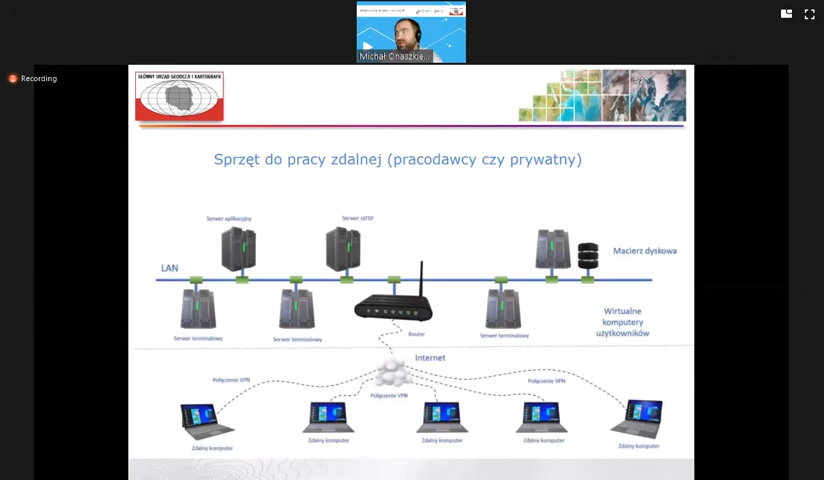 Michał Onaszkie...
Recording
GŁÓWNY URZĄD GEODEZJI I KARTOGRAFII
Sprzęt do pracy zdalnej (pracodawcy czy prywatny)
Serwer aplikacyjny
Serwer HTTP
Macierz dyskowa
LAN
Serwer terminalowy
Serwer terminalowy
Router
Serwer terminalowy
Wirtualne
komputery
użytkowników
Internet
Połączenie VPN
Połączenie VPN
Połączenie VPN
Zdalny komputer
Zdalny komputer
Zdalny komputer
Zdalny komputer
Zdalny komputer